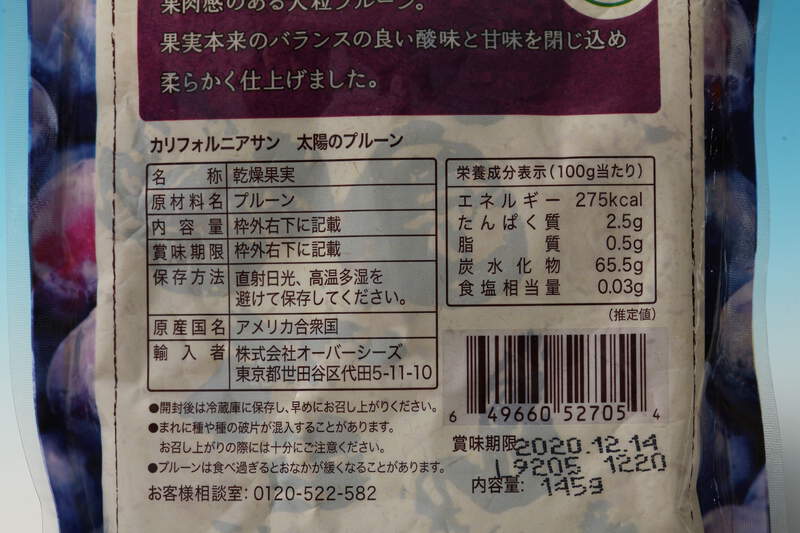 果肉感のある大粒プルーン。
果実本来のバランスの良い酸味と甘味を閉じ込め
柔らかく仕上げました。
カリフォルニアサン　太陽のプルーン
名称 乾燥果実
原材料名 プルーン
内容量 枠外右下に記載
賞味期限 枠外右下に記載
保存方法 直射日光、高温多湿を
避けて保存してください。
原産国名 アメリカ合衆国
輸入者 株式会社オーバーシーズ
東京都世田谷区代田5-11-10
●開封後は冷蔵庫に保存し、早めにお召し上がりください。
●まれに種や種の破片が混入することがあります。
お召し上がりの際には十分にご注意ください。
●プルーンは食べ過ぎるとおなかが緩くなることがあります。
お客様相談室：0120-522-582
栄養成分表示（100g当たり）
エネルギー 275kcal
たんぱく質 2.5g
脂質 0.5g
炭水化物 65.5g
食塩相当量 0.03g
（推定値）
6 49660 52705 4
賞味期限 2020.12.14
L9205 1220
内容量: 145g